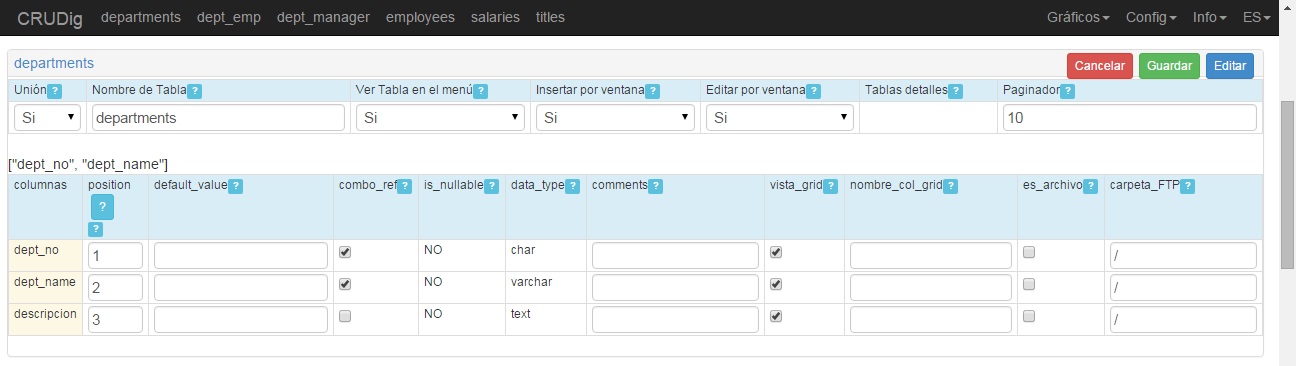 CRUDig departments dept_emp dept_manager employees salaries titles Gráficos Config Info ES
departments Cancelar Guardar Editar
Unión ? Nombre de Tabla ? Ver Tabla en el menú ? Insertar por ventana ? Editar por ventana ? Tablas detalles ? Paginador ?
Si departments Si Si Si 10
["dept_no", "dept_name"]
columnas position default_value ? combo_ref ? is_nullable ? data_type ? comments ? vista_grid ? nombre_col_grid ? es_archivo ? carpeta_FTP ?
?
?
dept_no 1 NO char /
dept_name 2 NO varchar /
descripcion 3 NO text /